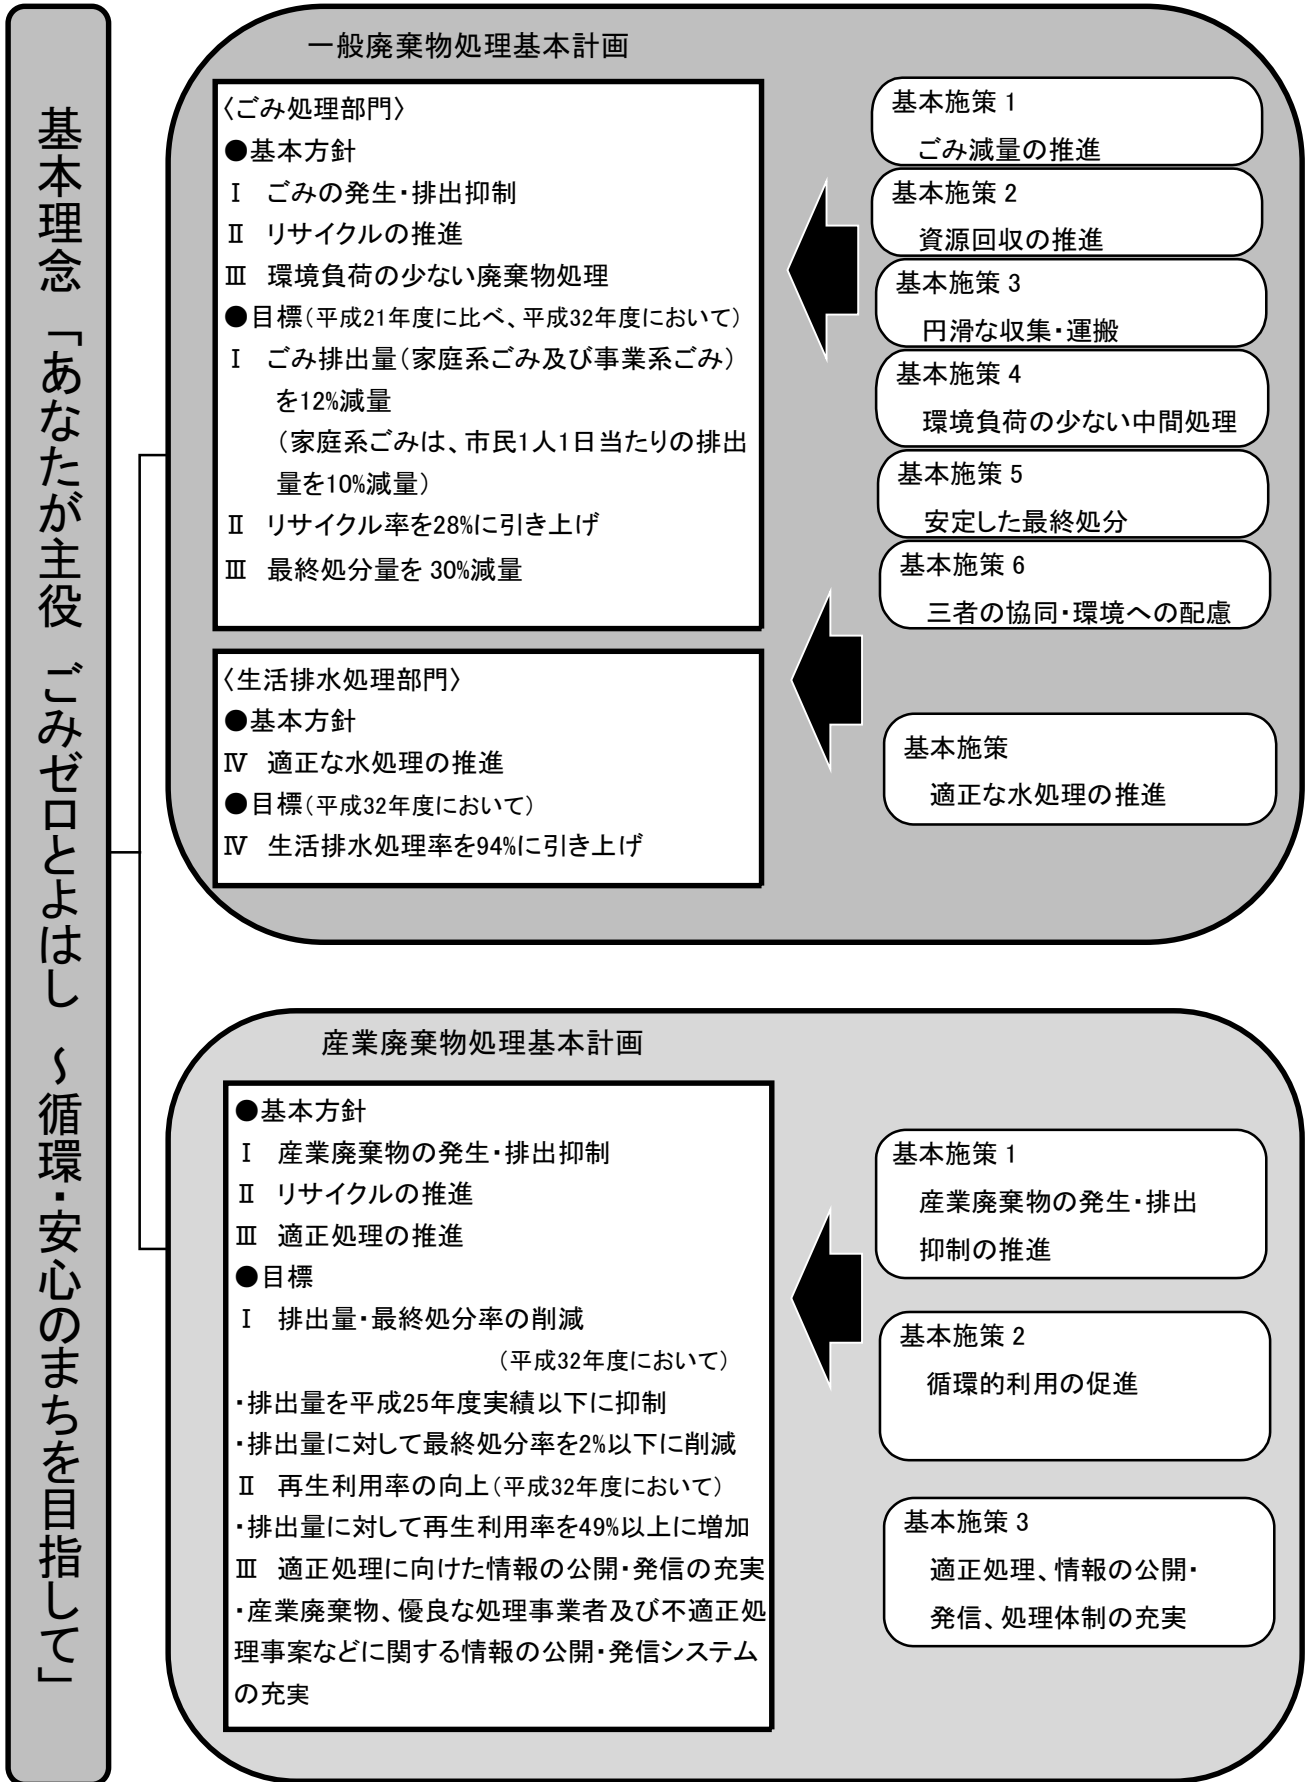 基本理念「あなたが主役 ごみゼロとよはし ～循環・安心のまちを目指して」
一般廃棄物処理基本計画
〈ごみ処理部門〉
●基本方針
Ⅰ ごみの発生・排出抑制
Ⅱ リサイクルの推進
Ⅲ 環境負荷の少ない廃棄物処理
●目標（平成21年度に比べ、平成32年度において）
Ⅰ ごみ排出量（家庭系ごみ及び事業系ごみ）
を12%減量
（家庭系ごみは、市民1人1日当たりの排出
量を10%減量）
Ⅱ リサイクル率を28%に引き上げ
Ⅲ 最終処分量を 30%減量
〈生活排水処理部門〉
●基本方針
Ⅳ 適正な水処理の推進
●目標（平成32年度において）
Ⅳ 生活排水処理率を94%に引き上げ
基本施策 1
ごみ減量の推進
基本施策 2
資源回収の推進
基本施策 3
円滑な収集・運搬
基本施策 4
環境負荷の少ない中間処理
基本施策 5
安定した最終処分
基本施策 6
三者の協同・環境への配慮
基本施策
適正な水処理の推進
産業廃棄物処理基本計画
●基本方針
Ⅰ 産業廃棄物の発生・排出抑制
Ⅱ リサイクルの推進
Ⅲ 適正処理の推進
●目標
Ⅰ 排出量・最終処分率の削減
（平成32年度において）
・排出量を平成25年度実績以下に抑制
・排出量に対して最終処分率を2%以下に削減
Ⅱ 再生利用率の向上（平成32年度において）
・排出量に対して再生利用率を49%以上に増加
Ⅲ 適正処理に向けた情報の公開・発信の充実
・産業廃棄物、優良な処理事業者及び不適正処
理事案などに関する情報の公開・発信システム
の充実
基本施策 1
産業廃棄物の発生・排出
抑制の推進
基本施策 2
循環的利用の促進
基本施策 3
適正処理、情報の公開・
発信、処理体制の充実